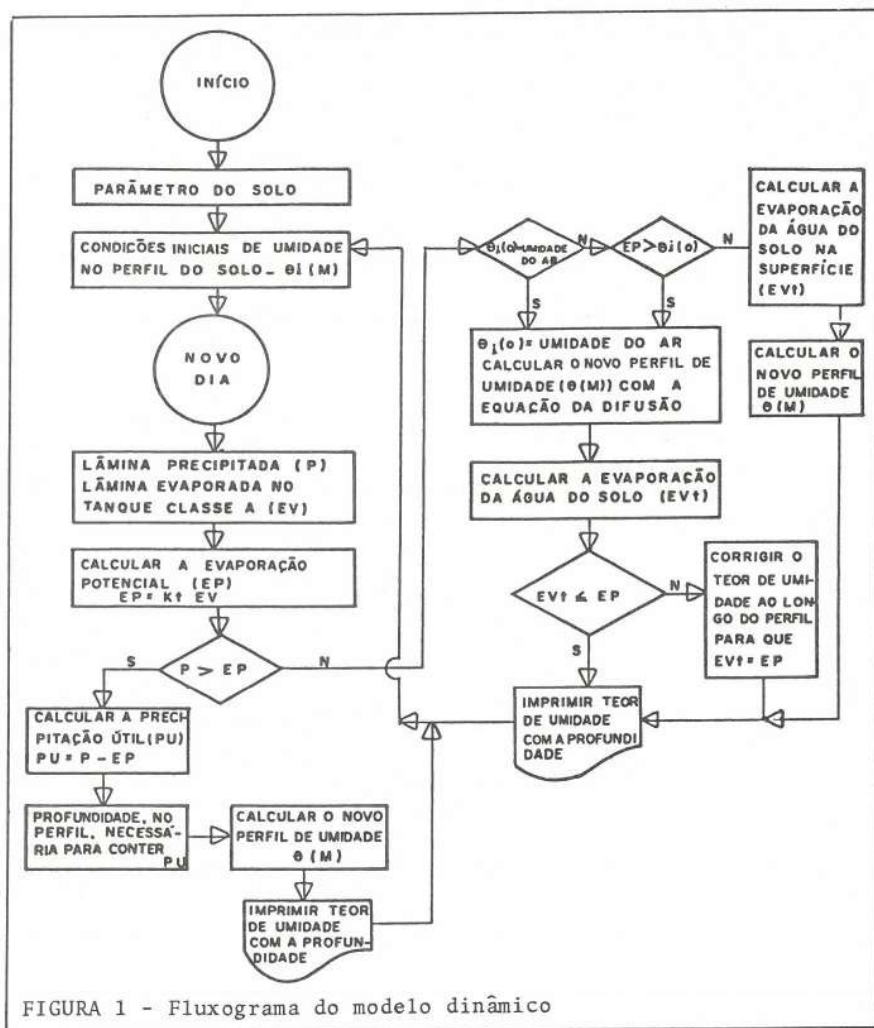 INÍCIO
PARÂMETRO DO SOLO
CONDIÇÕES INICIAIS DE UMIDADE
NO PERFIL DO SOLO - θi (M)
NOVO
DIA
LÂMINA PRECIPITADA (P)
LÂMINA EVAPORADA NO
TANQUE CLASSE A (EV)
CALCULAR A EVAPORAÇÃO
POTENCIAL (EP)
EP = Kt EV
S
P > EP
N
CALCULAR A PRECI-
PITAÇÃO ÚTIL (PU)
PU = P - EP
PROFUNDIDADE, NO
PERFIL, NECESSÁ-
RIA PARA CONTER
PU
CALCULAR O NOVO
PERFIL DE UMIDADE
θ (M)
IMPRIMIR TEOR
DE UMIDADE
COM A PROFUN-
DIDADE
θi(o)=UMIDADE
DO AR
N
S
EP > θi(o)
N
S
CALCULAR A
EVAPORAÇÃO
DA ÁGUA DO
SOLO NA
SUPERFÍCIE
(EVt)
CALCULAR O
NOVO PERFIL
DE UMIDADE
θ(M)
θi(o)= UMIDADE DO AR
CALCULAR O NOVO PERFIL DE
UMIDADE (θ(M)) COM A
EQUAÇÃO DA DIFUSÃO
CALCULAR A EVAPORAÇÃO
DA ÁGUA DO SOLO (EVt)
EVt ≤ EP
N
S
CORRIGIR O
TEOR DE UMI-
DADE AO LON-
GO DO PERFIL
PARA QUE
EVt = EP
IMPRIMIR TEOR
DE UMIDADE
COM A PROFUNDI
DADE
FIGURA 1 - Fluxograma do modelo dinâmico